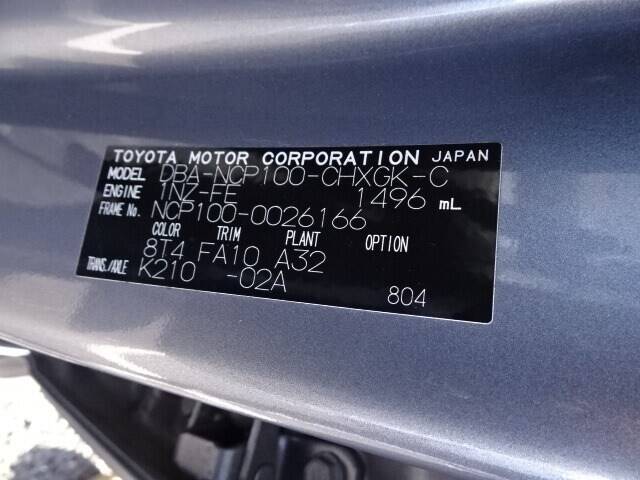 TOYOTA MOTOR CORPORATION JAPAN
MODEL DBA-NCP100-CHXGK-C
ENGINE 1NZ-FE 1496 mL
FRAME No. NCP100-0026166
COLOR TRIM PLANT OPTION
8T4 FA10 A32
TRANS./AXLE K210 -02A
804